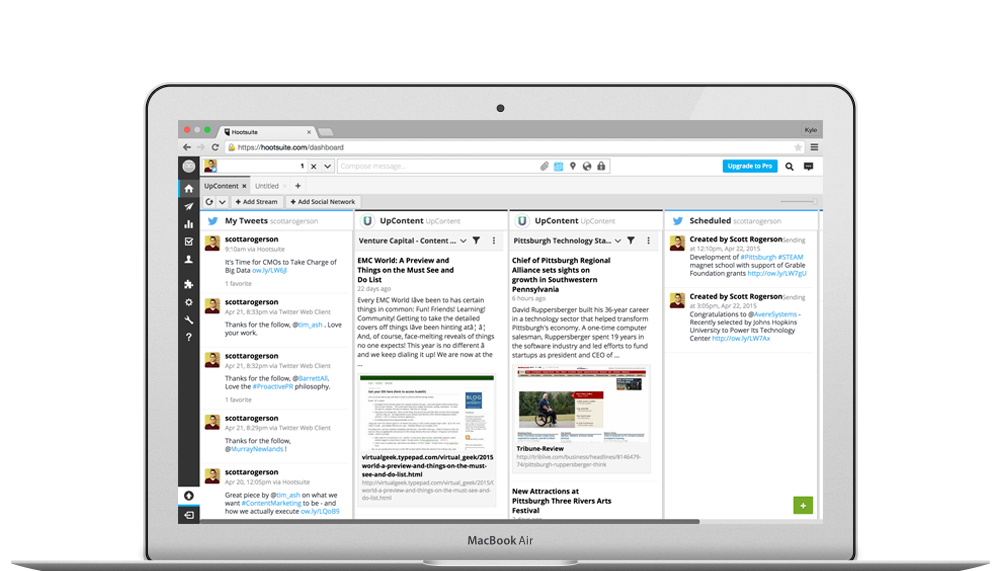 Hootsuite
Kyle
https://hootsuite.com/dashboard
1
Compose message...
Upgrade to Pro
UpContent
Untitled
Add Stream
Add Social Network
My Tweets scottarogerson
scottarogerson
9:10am via Hootsuite
It's Time for CMOs to Take Charge of
Big Data ow.ly/LW6jl
1 favorite
scottarogerson
Apr 21, 8:33pm via Twitter Web Client
Thanks for the follow, @tim_ash . Love
your work.
scottarogerson
Apr 21, 8:32pm via Twitter Web Client
Thanks for the follow, @BarrettAll,
Love the #ProactivePR philosophy.
1 favorite
scottarogerson
Apr 21, 8:29pm via Twitter Web Client
Thanks for the follow,
@MurrayNewlands !
scottarogerson
Apr 20, 12:05pm via Hootsuite
Great piece by @tim_ash on what we
want #ContentMarketing to be - and
how we actually execute ow.ly/LQoB9
UpContent UpContent
Venture Capital - Content ...
EMC World: A Preview and
Things on the Must See and
Do List
22 days ago
Every EMC World Iâve been to has certain
things in common: Fun! Friends! Learning!
Community! Getting to take the detailed
covers off things Iâve been hinting atâ¦â¦
And, of course, face-melting reveals of things
no one expects! This year is no different â
and we keep dialing it up! We are now at the
...
BLOG
virtualgeek.typepad.com/virtual_geek/2015
world-a-preview-and-things-on-the-must-
see-and-do-list.html
http://virtualgeek.typepad.com/virtual_geek/2015/0
world-a-preview-and-things-on-the-must-see-and-
do-list.html
UpContent UpContent
Pittsburgh Technology Sta...
Chief of Pittsburgh Regional
Alliance sets sights on
growth in Southwestern
Pennsylvania
6 hours ago
David Ruppersberger built his 36-year career
in a technology sector that helped transform
Pittsburgh's economy. A one-time computer
salesman, Ruppersberger spent 19 years in
the software industry and led efforts to fund
startups as president and CEO of ...
Tribune-Review
http://triblive.com/business/headlines/8146479-
74/pittsburgh-ruppersberger-think
New Attractions at
Pittsburgh Three Rivers Arts
Festival
Scheduled scottarogerson
Created by Scott Rogerson Sending
at 12:10pm, Apr 22, 2015
Development of #Pittsburgh #STEAM
magnet school with support of Grable
Foundation grants http://ow.ly/LW7gU
Created by Scott Rogerson Sending
at 3:05pm, Apr 22, 2015
Congratulations to @AvereSystems -
Recently selected by Johns Hopkins
University to Power Its Technology
Center http://ow.ly/LW7Ax
MacBook Air